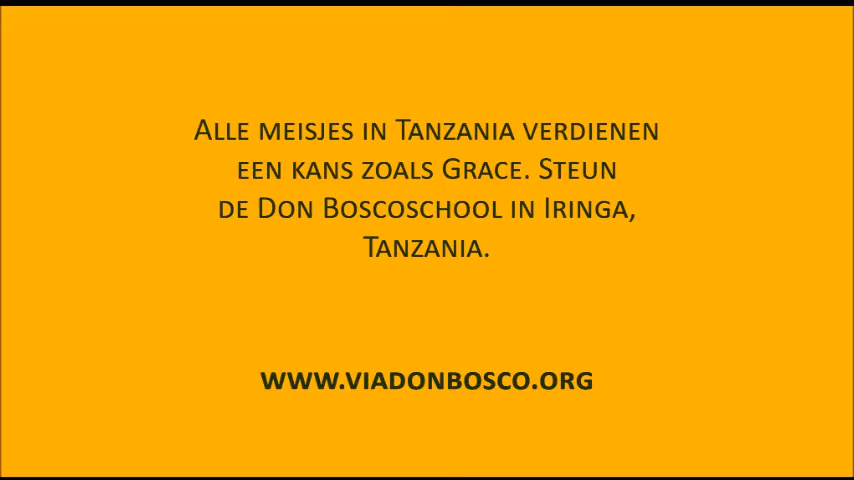 Alle meisjes in Tanzania verdienen
een kans zoals Grace. Steun
de Don Boscoschool in Iringa,
Tanzania.
www.viadonbosco.org